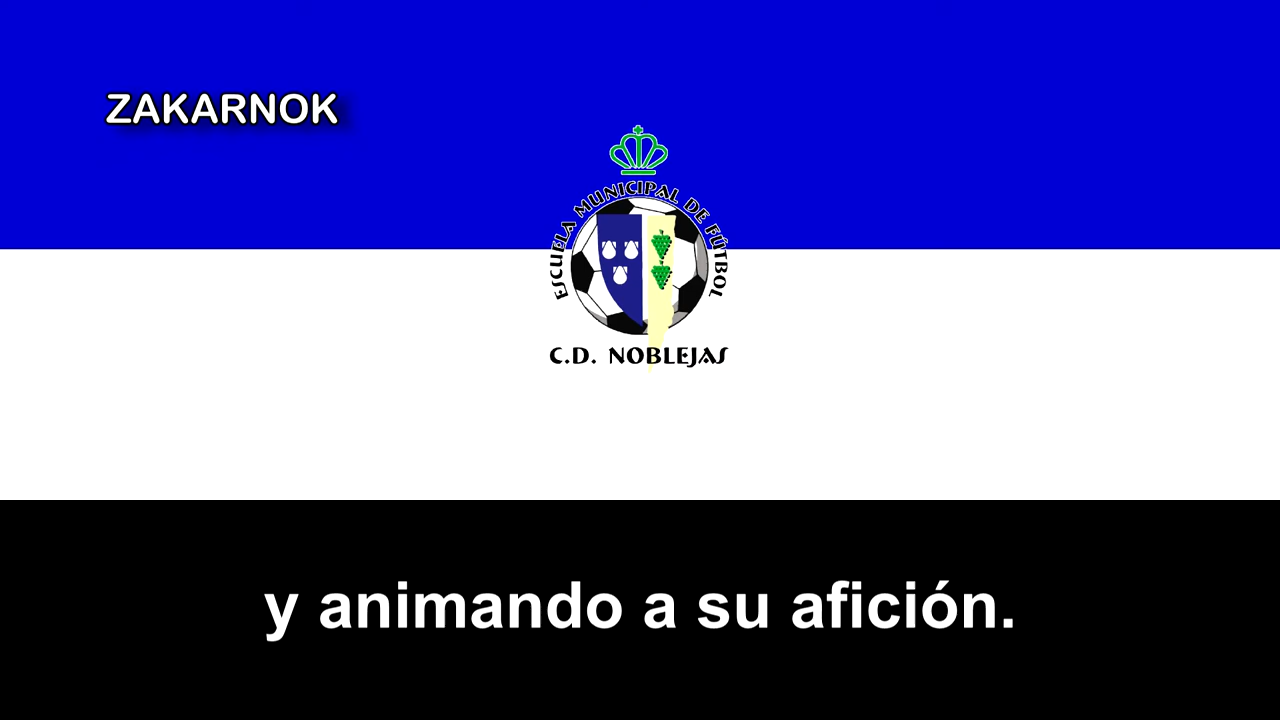 ZAKARNOK
ESCUELA MUNICIPAL DE FÚTBOL
C.D. NOBLEJAS
y animando a su afición.